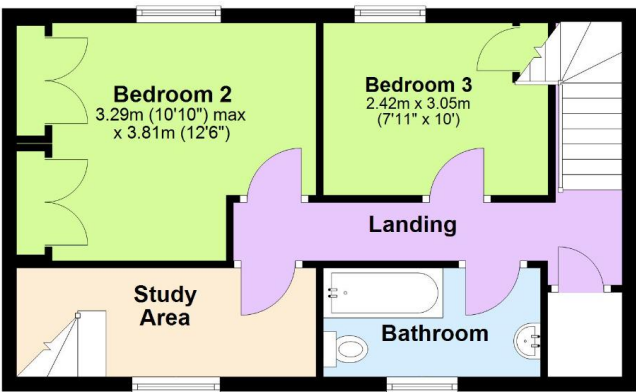 Bedroom 2
3.29m (10'10") max
x 3.81m (12'6")
Bedroom 3
2.42m x 3.05m
(7'11" x 10')
Landing
Study
Area
Bathroom